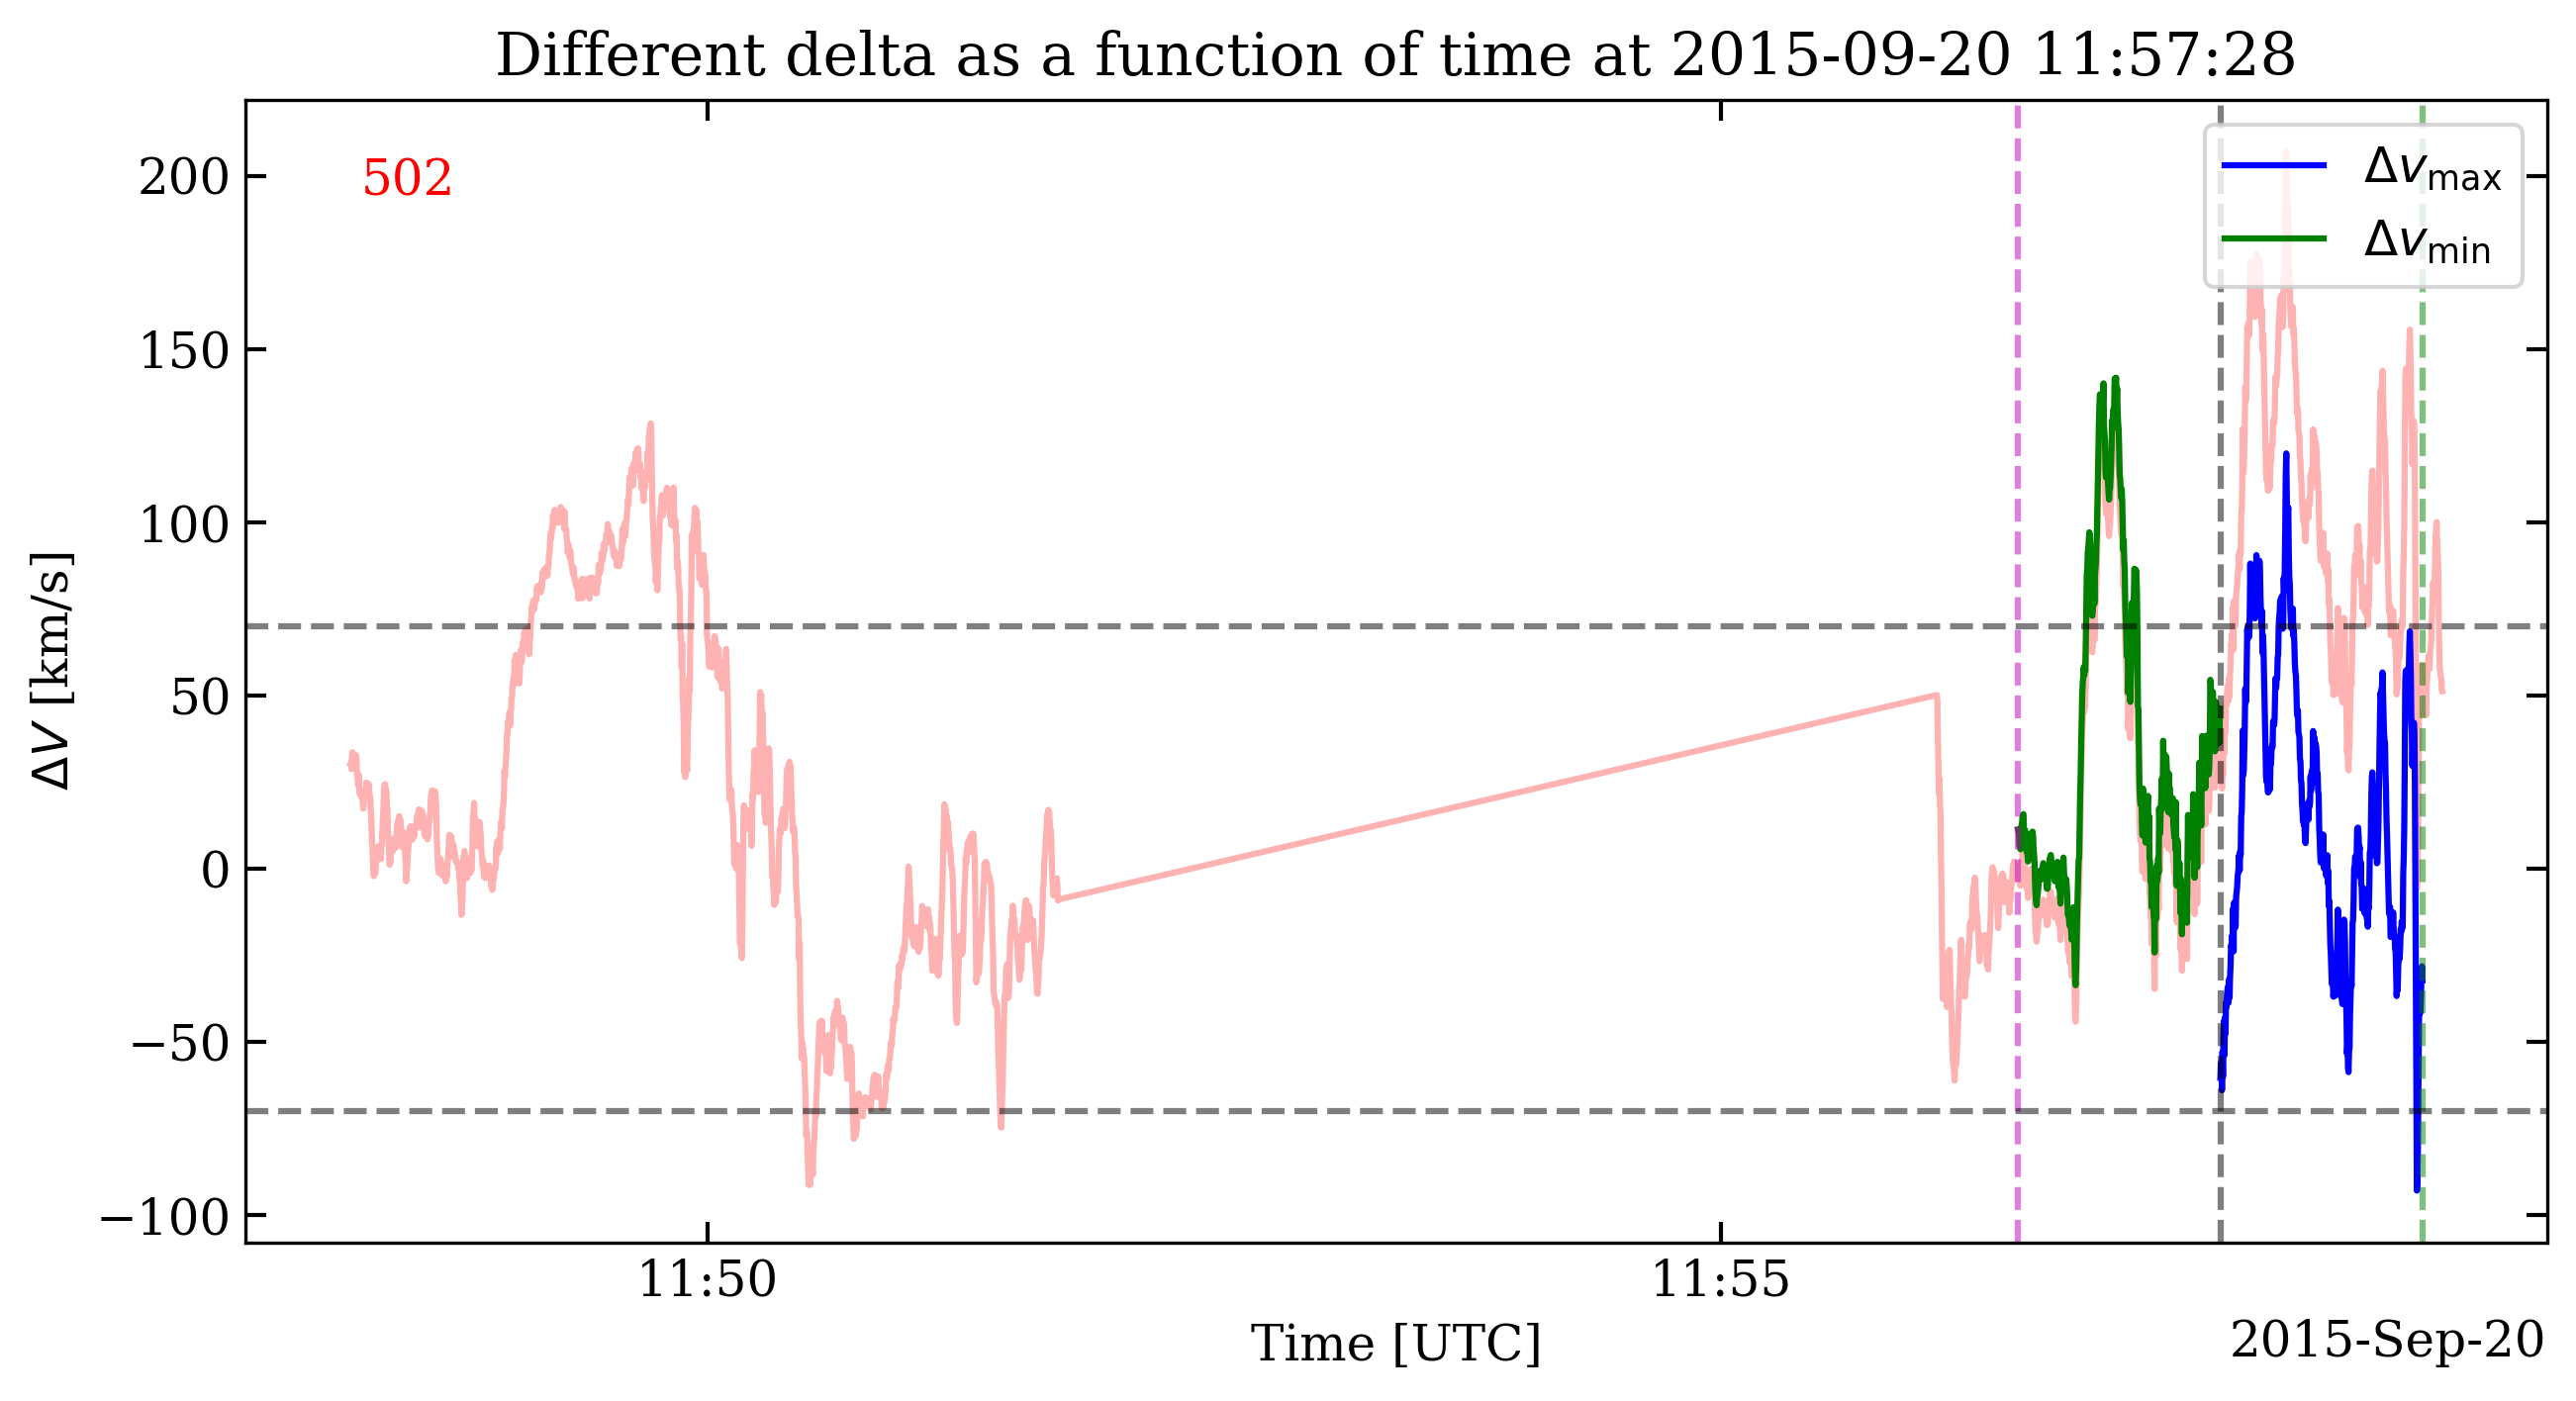 Different delta as a function of time at 2015-09-20 11:57:28
502
Δv_max
Δv_min
200
150
100
50
0
−50
−100
ΔV [km/s]
11:50
11:55
Time [UTC]
2015-Sep-20